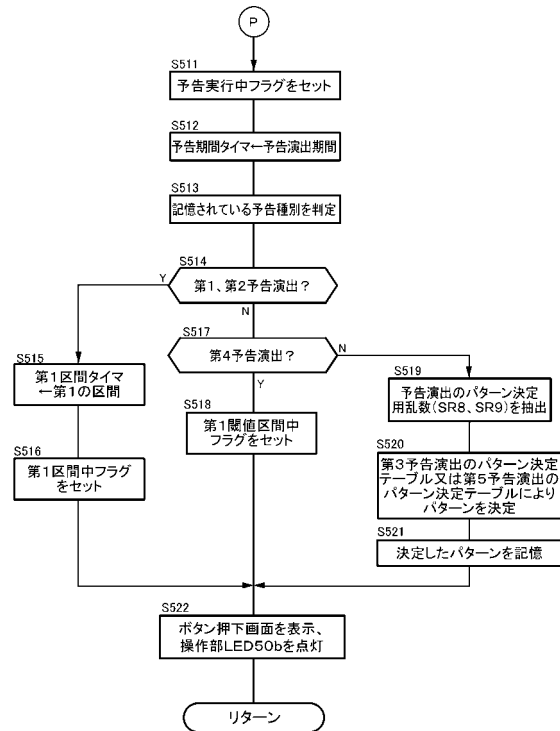 P
S511
予告実行中フラグをセット
S512
予告期間タイマ←予告演出期間
S513
記憶されている予告種別を判定
S514
第1、第2予告演出?
Y
N
S517
第4予告演出?
N
Y
S515
第1区間タイマ
←第1の区間
S516
第1区間中フラグ
をセット
S518
第1閾値区間中
フラグをセット
S519
予告演出のパターン決定
用乱数(SR8、SR9)を抽出
S520
第3予告演出のパターン決定
テーブル又は第5予告演出の
パターン決定テーブルにより
パターンを決定
S521
決定したパターンを記憶
S522
ボタン押下画面を表示、
操作部LED50bを点灯
リターン